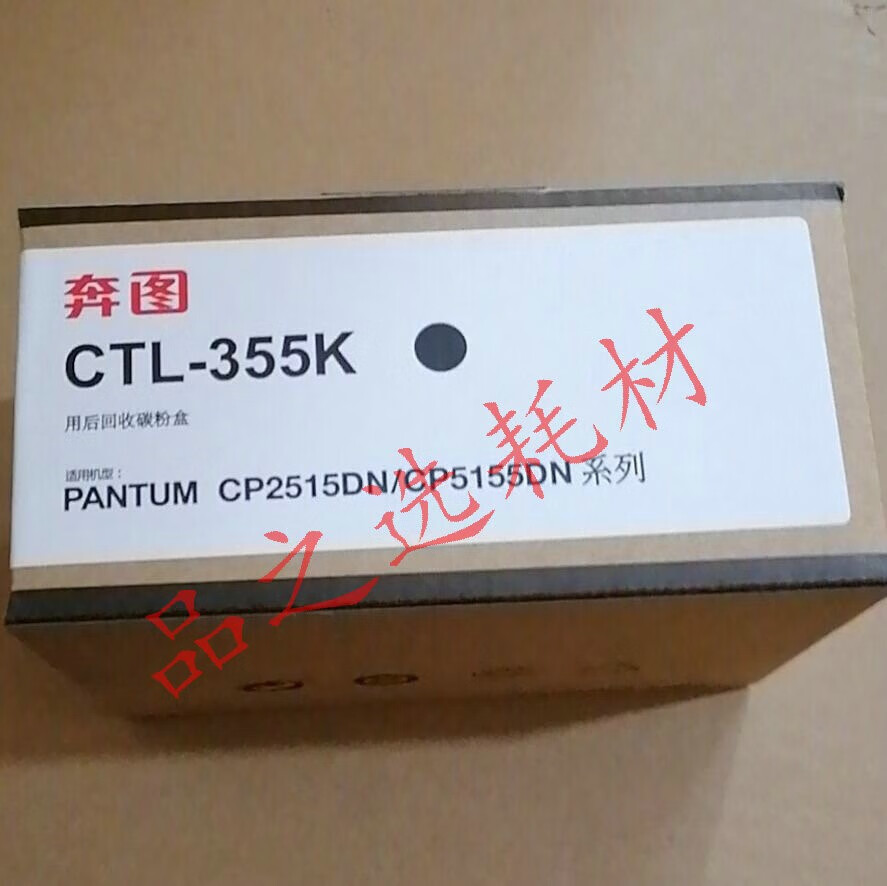 奔图
CTL-355K
用后回收碳粉盒
适用机型：
PANTUM CP2515DN/CP5155DN 系列
品之选耗材